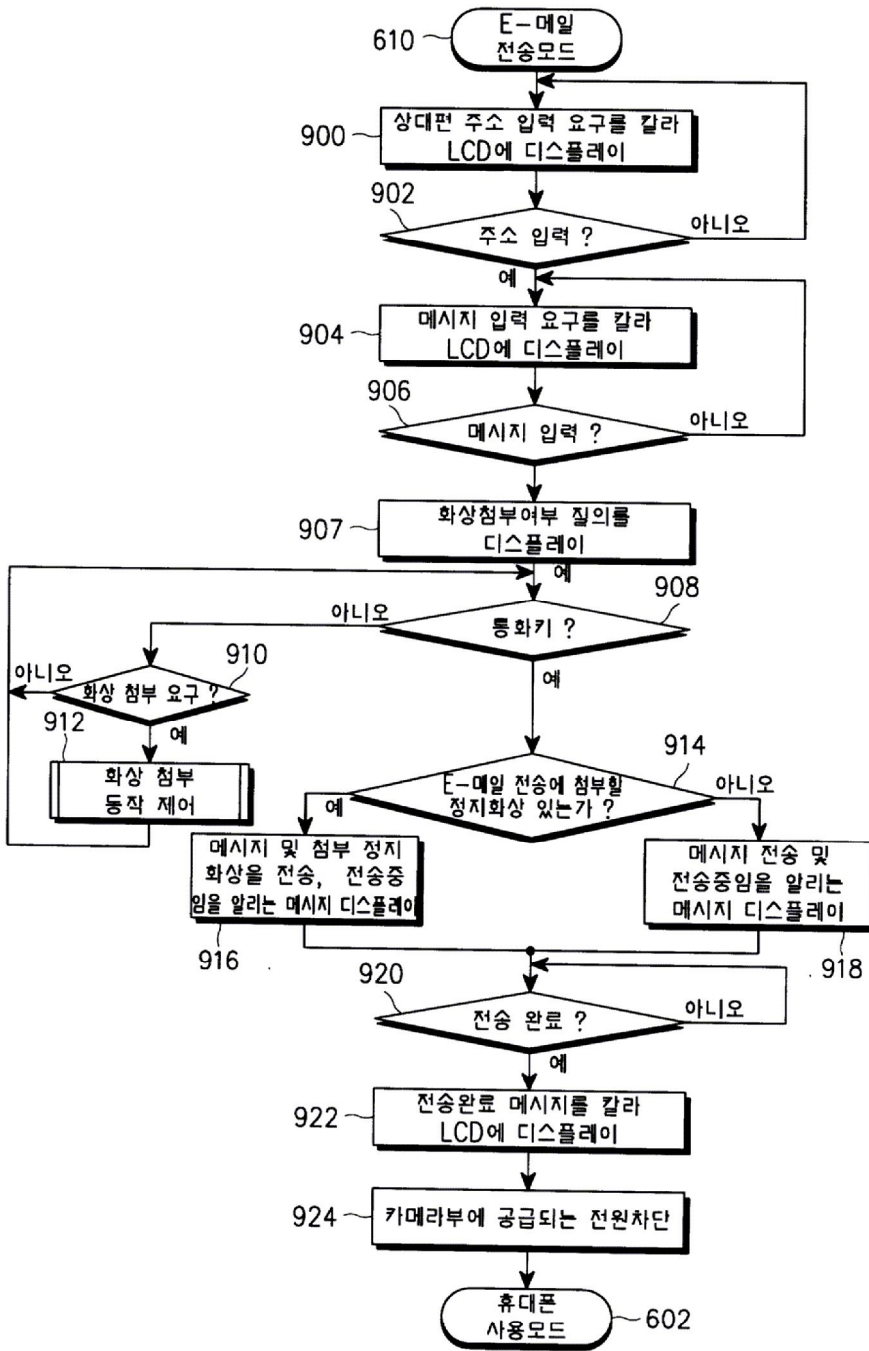 E-메일
전송모드
610
상대편 주소 입력 요구를 칼라
LCD에 디스플레이
900
902
주소 입력 ?
아니오
예
메시지 입력 요구를 칼라
LCD에 디스플레이
904
906
메시지 입력 ?
아니오
화상첨부여부 질의를
디스플레이
907
예
908
통화키 ?
아니오
예
910
화상 첨부 요구 ?
아니오
예
912
화상 첨부
동작 제어
914
E-메일 전송에 첨부할
정지화상 있는가 ?
예
아니오
메시지 및 첨부 정지
화상을 전송, 전송중
임을 알리는 메시지 디스플레이
916
메시지 전송 및
전송중임을 알리는
메시지 디스플레이
918
920
전송 완료 ?
아니오
예
전송완료 메시지를 칼라
LCD에 디스플레이
922
카메라부에 공급되는 전원차단
924
휴대폰
사용모드
602